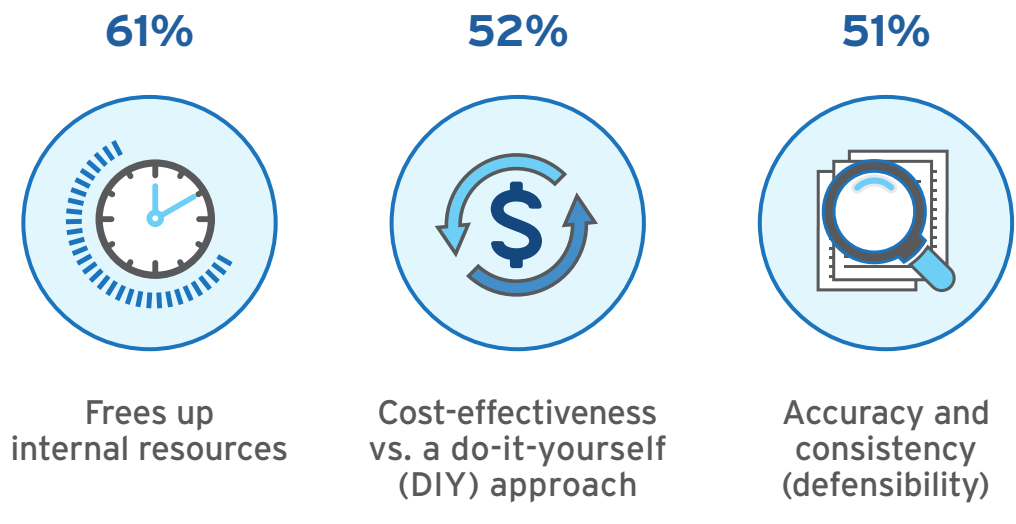 61%
52%
51%
Frees up
internal resources
Cost-effectiveness
vs. a do-it-yourself
(DIY) approach
Accuracy and
consistency
(defensibility)